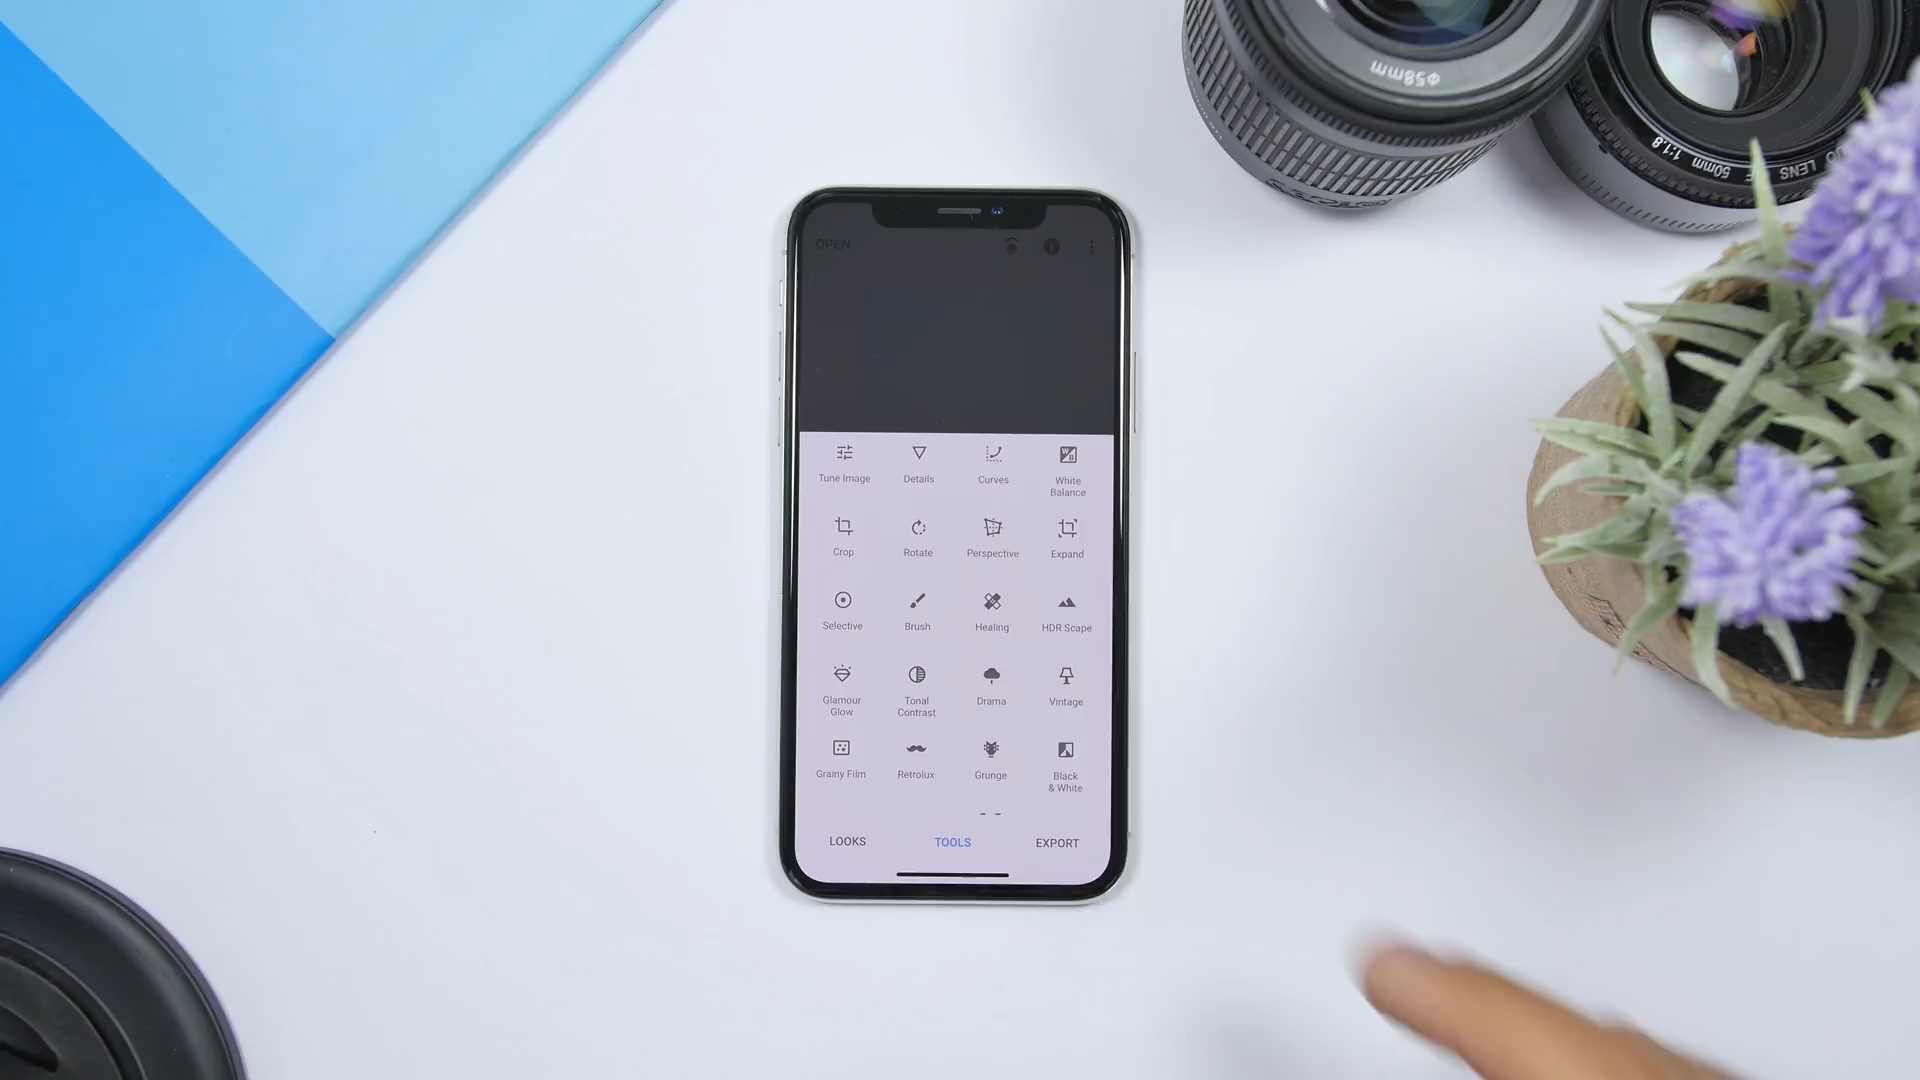 Φ58mm
50mm 1:1.8
LENS
OPEN
Tune Image
Details
Curves
White
Balance
Crop
Rotate
Perspective
Expand
Selective
Brush
Healing
HDR Scape
Glamour
Glow
Tonal
Contrast
Drama
Vintage
Grainy Film
Retrolux
Grunge
Black
& White
LOOKS
TOOLS
EXPORT